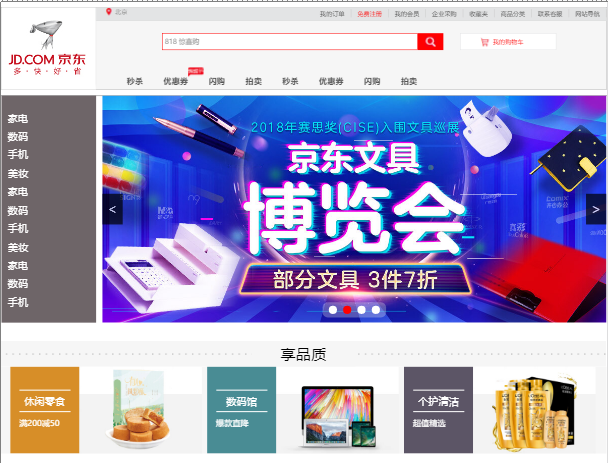 北京
我的订单 免费注册 我的会员 企业采购 收藏夹 商品分类 联系客服 网站导航
JD.COM 京东
多·快·好·省
818 惊喜购
我的购物车
秒杀 优惠券 闪购 拍卖 秒杀 优惠券 闪购 拍卖
家电
数码
手机
美妆
家电
数码
手机
美妆
家电
数码
手机
2018年赛思奖(CISE)入围文具巡展
京东文具
博览会
部分文具 3件7折
< >
享品质
休闲零食
满200减50
数码馆
爆款直降
个护清洁
超值精选